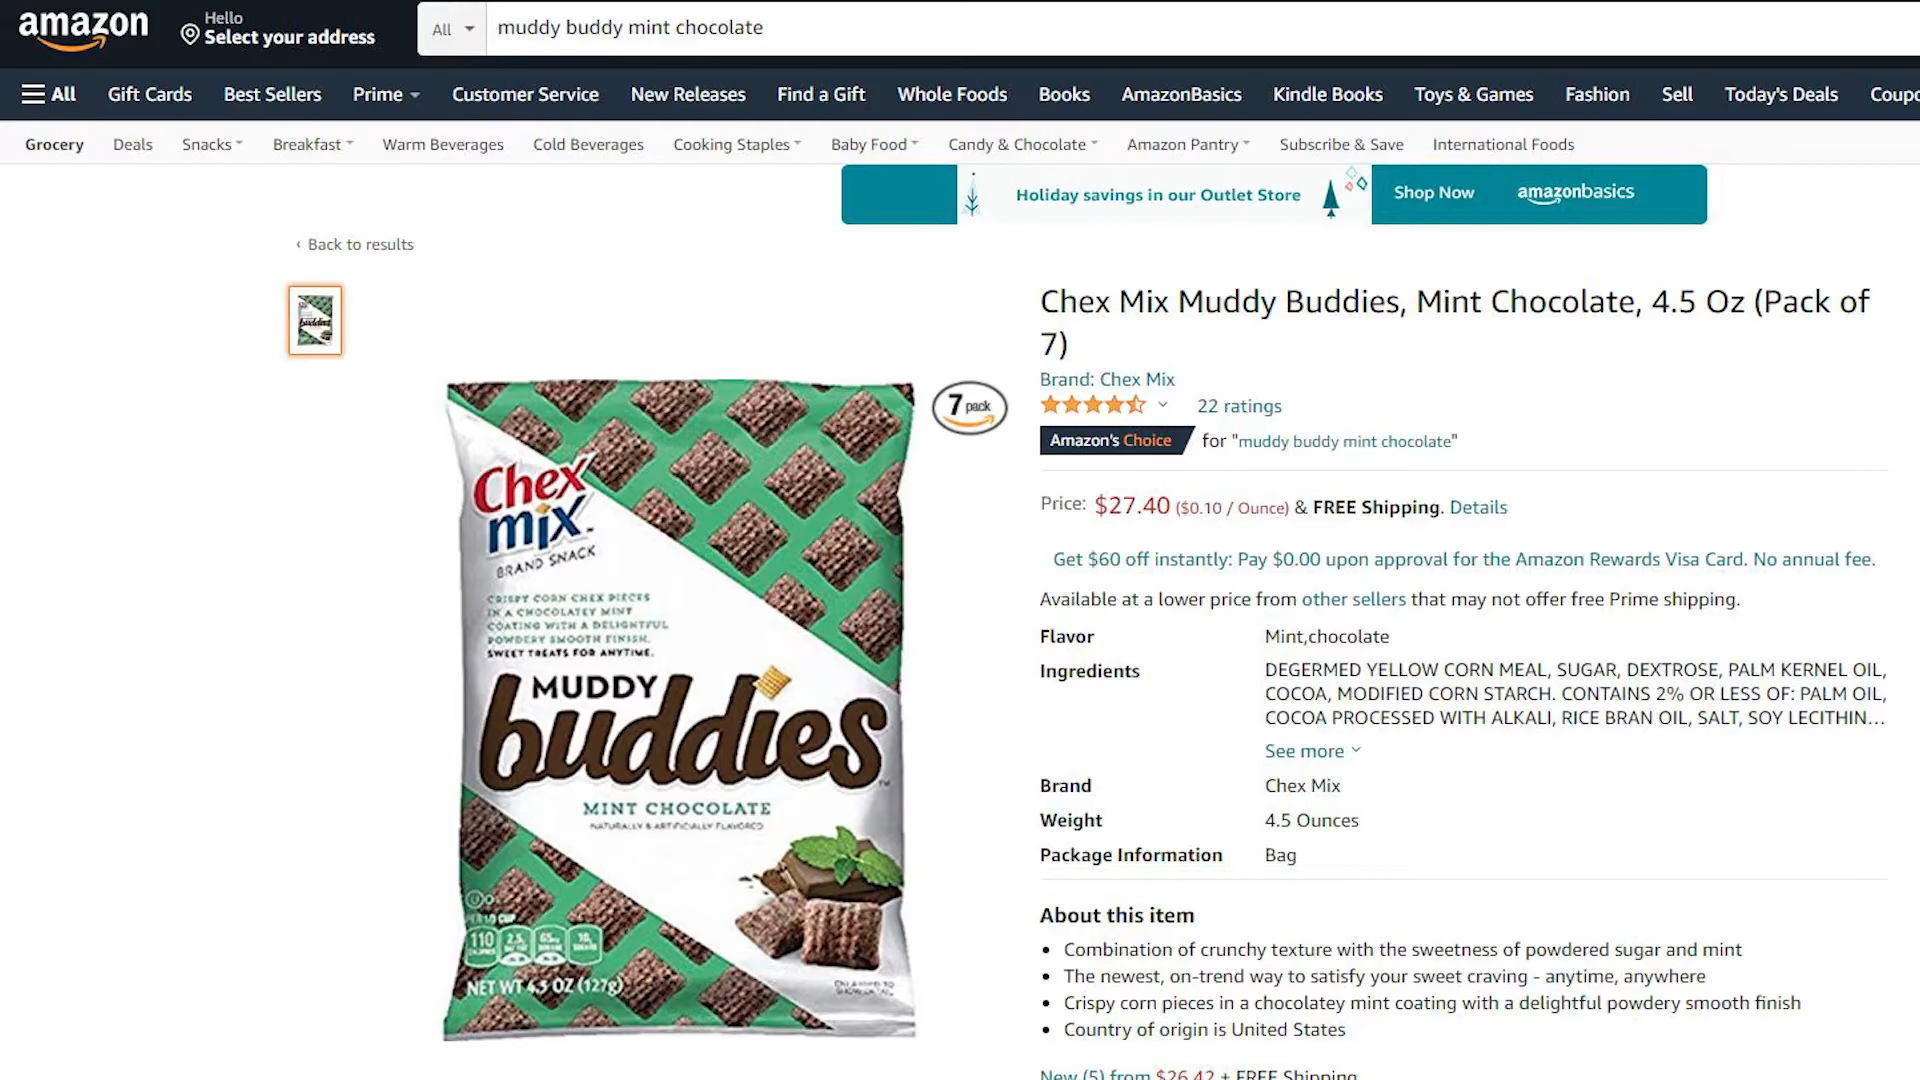 amazon
Hello
Select your address
All
muddy buddy mint chocolate
All Gift Cards Best Sellers Prime Customer Service New Releases Find a Gift Whole Foods Books AmazonBasics Kindle Books Toys & Games Fashion Sell Today's Deals Coupo
Grocery Deals Snacks Breakfast Warm Beverages Cold Beverages Cooking Staples Baby Food Candy & Chocolate Amazon Pantry Subscribe & Save International Foods
Holiday savings in our Outlet Store Shop Now amazonbasics
‹ Back to results
Chex Mix Muddy Buddies, Mint Chocolate, 4.5 Oz (Pack of
7)
Brand: Chex Mix
22 ratings
Amazon's Choice for "muddy buddy mint chocolate"
Price: $27.40 ($0.10 / Ounce) & FREE Shipping. Details
Get $60 off instantly: Pay $0.00 upon approval for the Amazon Rewards Visa Card. No annual fee.
Available at a lower price from other sellers that may not offer free Prime shipping.
Flavor Mint,chocolate
Ingredients DEGERMED YELLOW CORN MEAL, SUGAR, DEXTROSE, PALM KERNEL OIL,
COCOA, MODIFIED CORN STARCH. CONTAINS 2% OR LESS OF: PALM OIL,
COCOA PROCESSED WITH ALKALI, RICE BRAN OIL, SALT, SOY LECITHIN...
See more
Brand Chex Mix
Weight 4.5 Ounces
Package Information Bag
About this item
• Combination of crunchy texture with the sweetness of powdered sugar and mint
• The newest, on-trend way to satisfy your sweet craving - anytime, anywhere
• Crispy corn pieces in a chocolatey mint coating with a delightful powdery smooth finish
• Country of origin is United States
New (5) from $26.42 + FREE Shipping
7 pack
Chex
mix
BRAND SNACK
CRISPY CORN CHEX PIECES
IN A CHOCOLATEY MINT
COATING WITH A DELIGHTFUL
POWDERY SMOOTH FINISH.
SWEET TREATS FOR ANYTIME.
MUDDY
buddies
MINT CHOCOLATE
NATURALLY & ARTIFICIALLY FLAVORED
110
NET WT 4.5 OZ (127g)